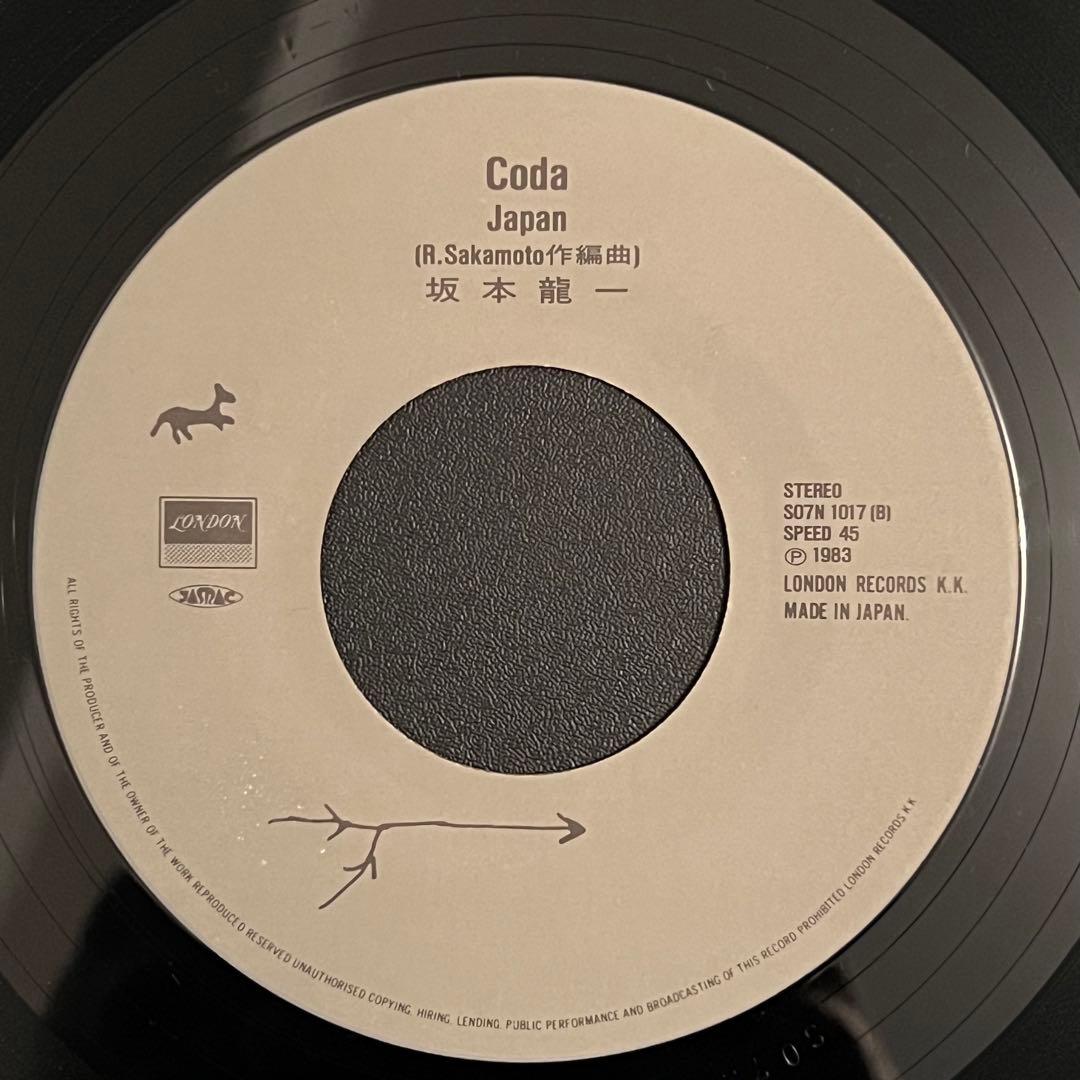 Coda
Japan
(R.Sakamoto作編曲)
坂本龍一
LONDON
JASRAC
STEREO
S07N 1017 (B)
SPEED 45
Ⓟ 1983
LONDON RECORDS K.K.
MADE IN JAPAN.
ALL RIGHTS OF THE PRODUCER AND OF THE OWNER OF THE WORK REPRODUCED RESERVED UNAUTHORISED COPYING, HIRING, LENDING, PUBLIC PERFORMANCE AND BROADCASTING OF THIS RECORD PROHIBITED LONDON RECORDS K.K